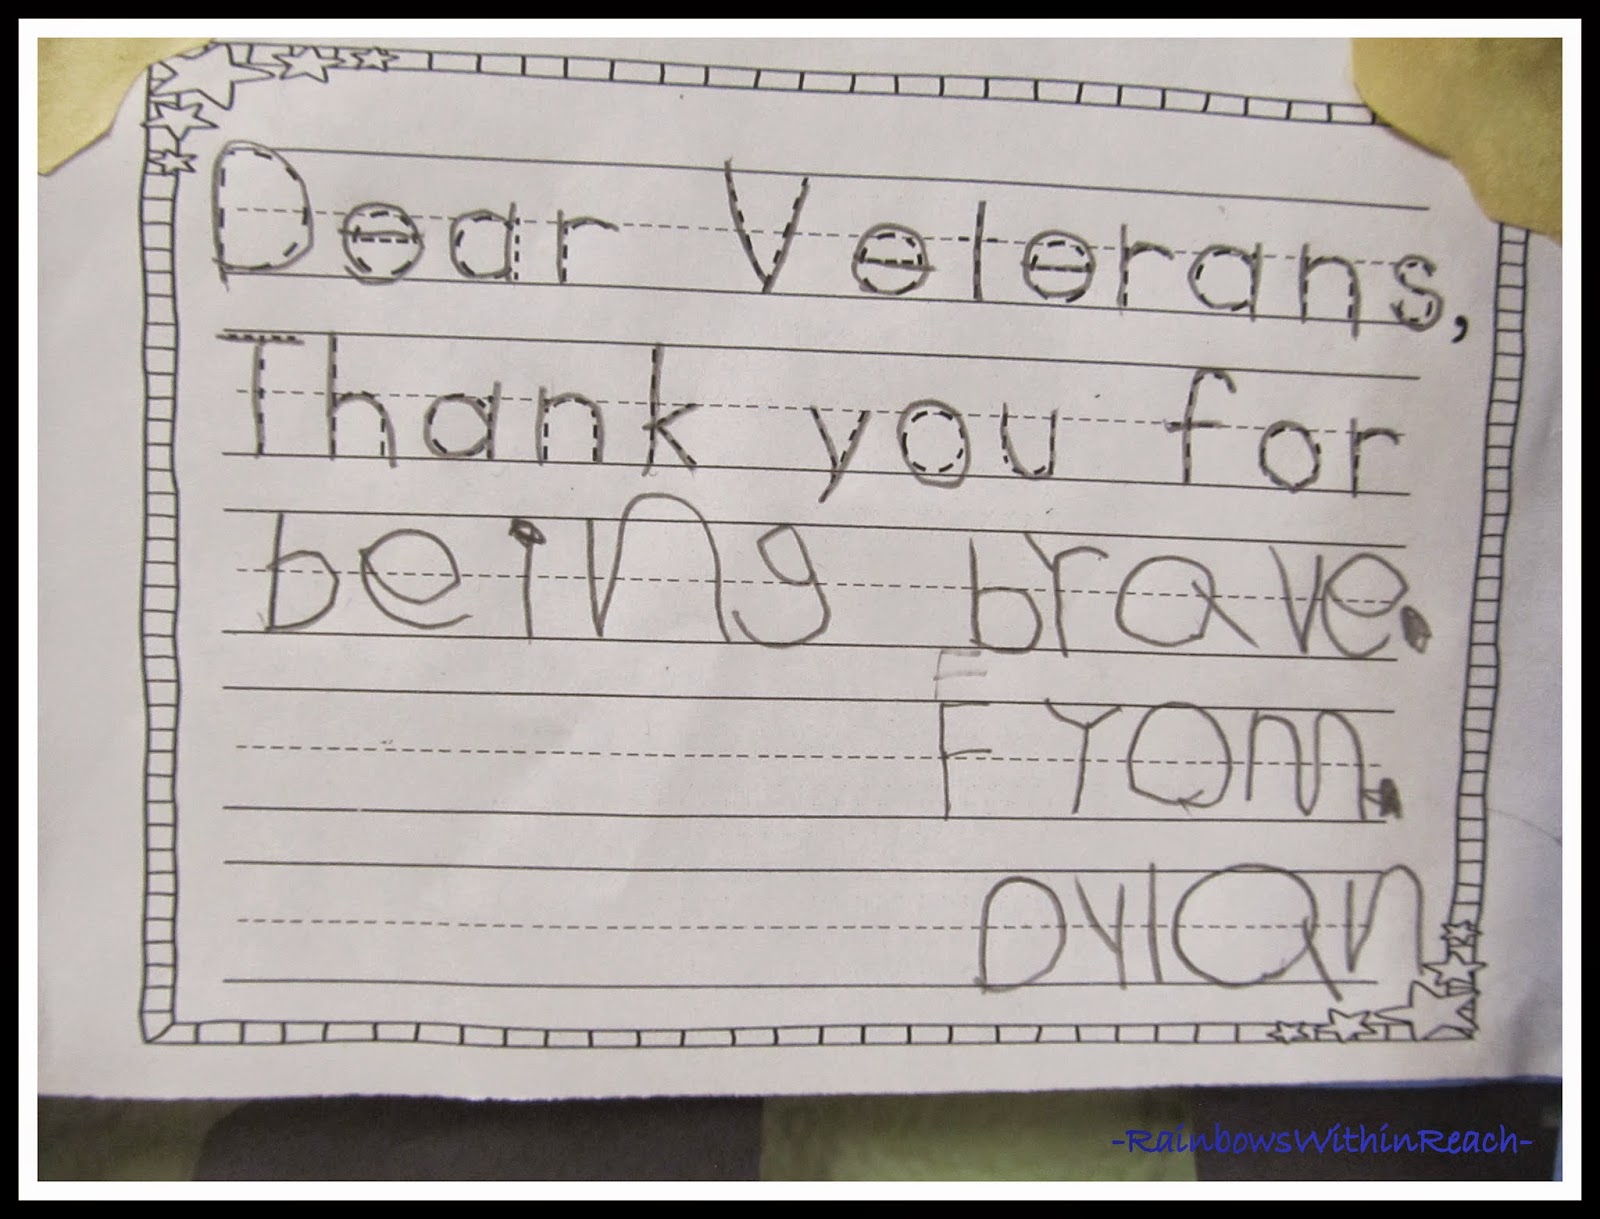 Dear Veterans,
Thank you for
being brave.
F
From.
Dylan
-RainbowsWithinReach-